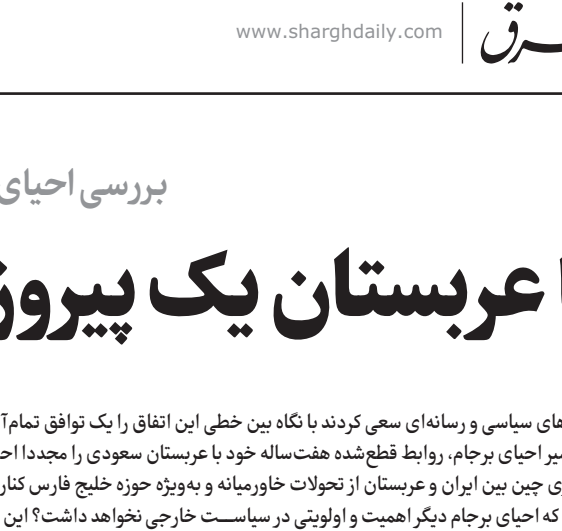 www.sharghdaily.com
بررسی احیای
عربستان یک پیروز
های سیاسی و رسانه‌ای سعی کردند با نگاه بین خطی این اتفاق را یک توافق تمام‌آ
یر احیای برجام، روابط قطع‌شده هفت‌ساله خود با عربستان سعودی را مجددا اح
ی چین بین ایران و عربستان از تحولات خاورمیانه و به‌ویژه حوزه خلیج فارس کنار
که احیای برجام دیگر اهمیت و اولویتی در سیاست خارجی نخواهد داشت؟ این